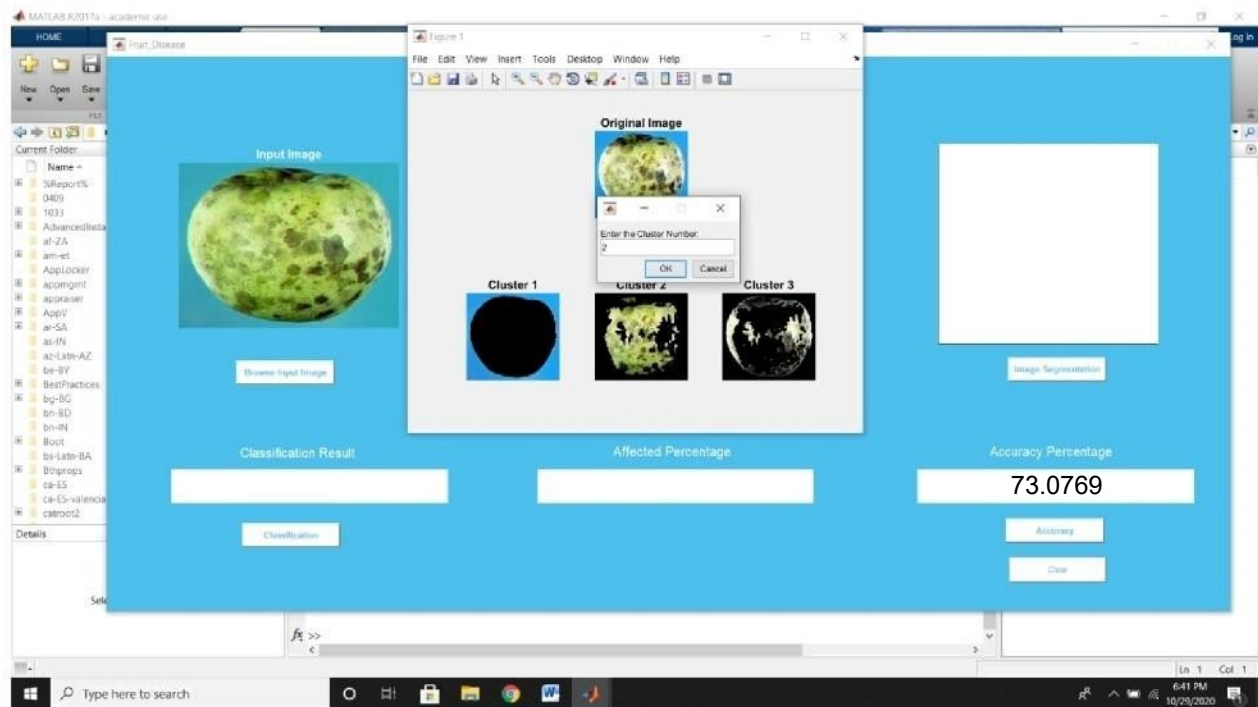 MATLAB R2017a - academic use
HOME
Log In
New Open Save
FILE
Current Folder
Name
%Report%
0409
1033
AdvancedInsta
af-ZA
am-et
AppLocker
appmgmt
appraiser
AppV
ar-SA
as-IN
az-Latn-AZ
be-BY
BestPractices
bg-BG
bn-BD
bn-IN
Boot
bs-Latn-BA
Bthprops
ca-ES
ca-ES-valencia
catroot2
Details
Sele
Fruit_Disease
Input Image
Browse Input Image
Figure 1
File Edit View Insert Tools Desktop Window Help
Original Image
Enter the Cluster Number:
2
OK Cancel
Cluster 1 Cluster 2 Cluster 3
Image Segmentation
Classification Result Affected Percentage Accuracy Percentage
73.0769
Classification
Accuracy
Clear
fx >>
Ln 1 Col 1
Type here to search
6:41 PM
10/29/2020